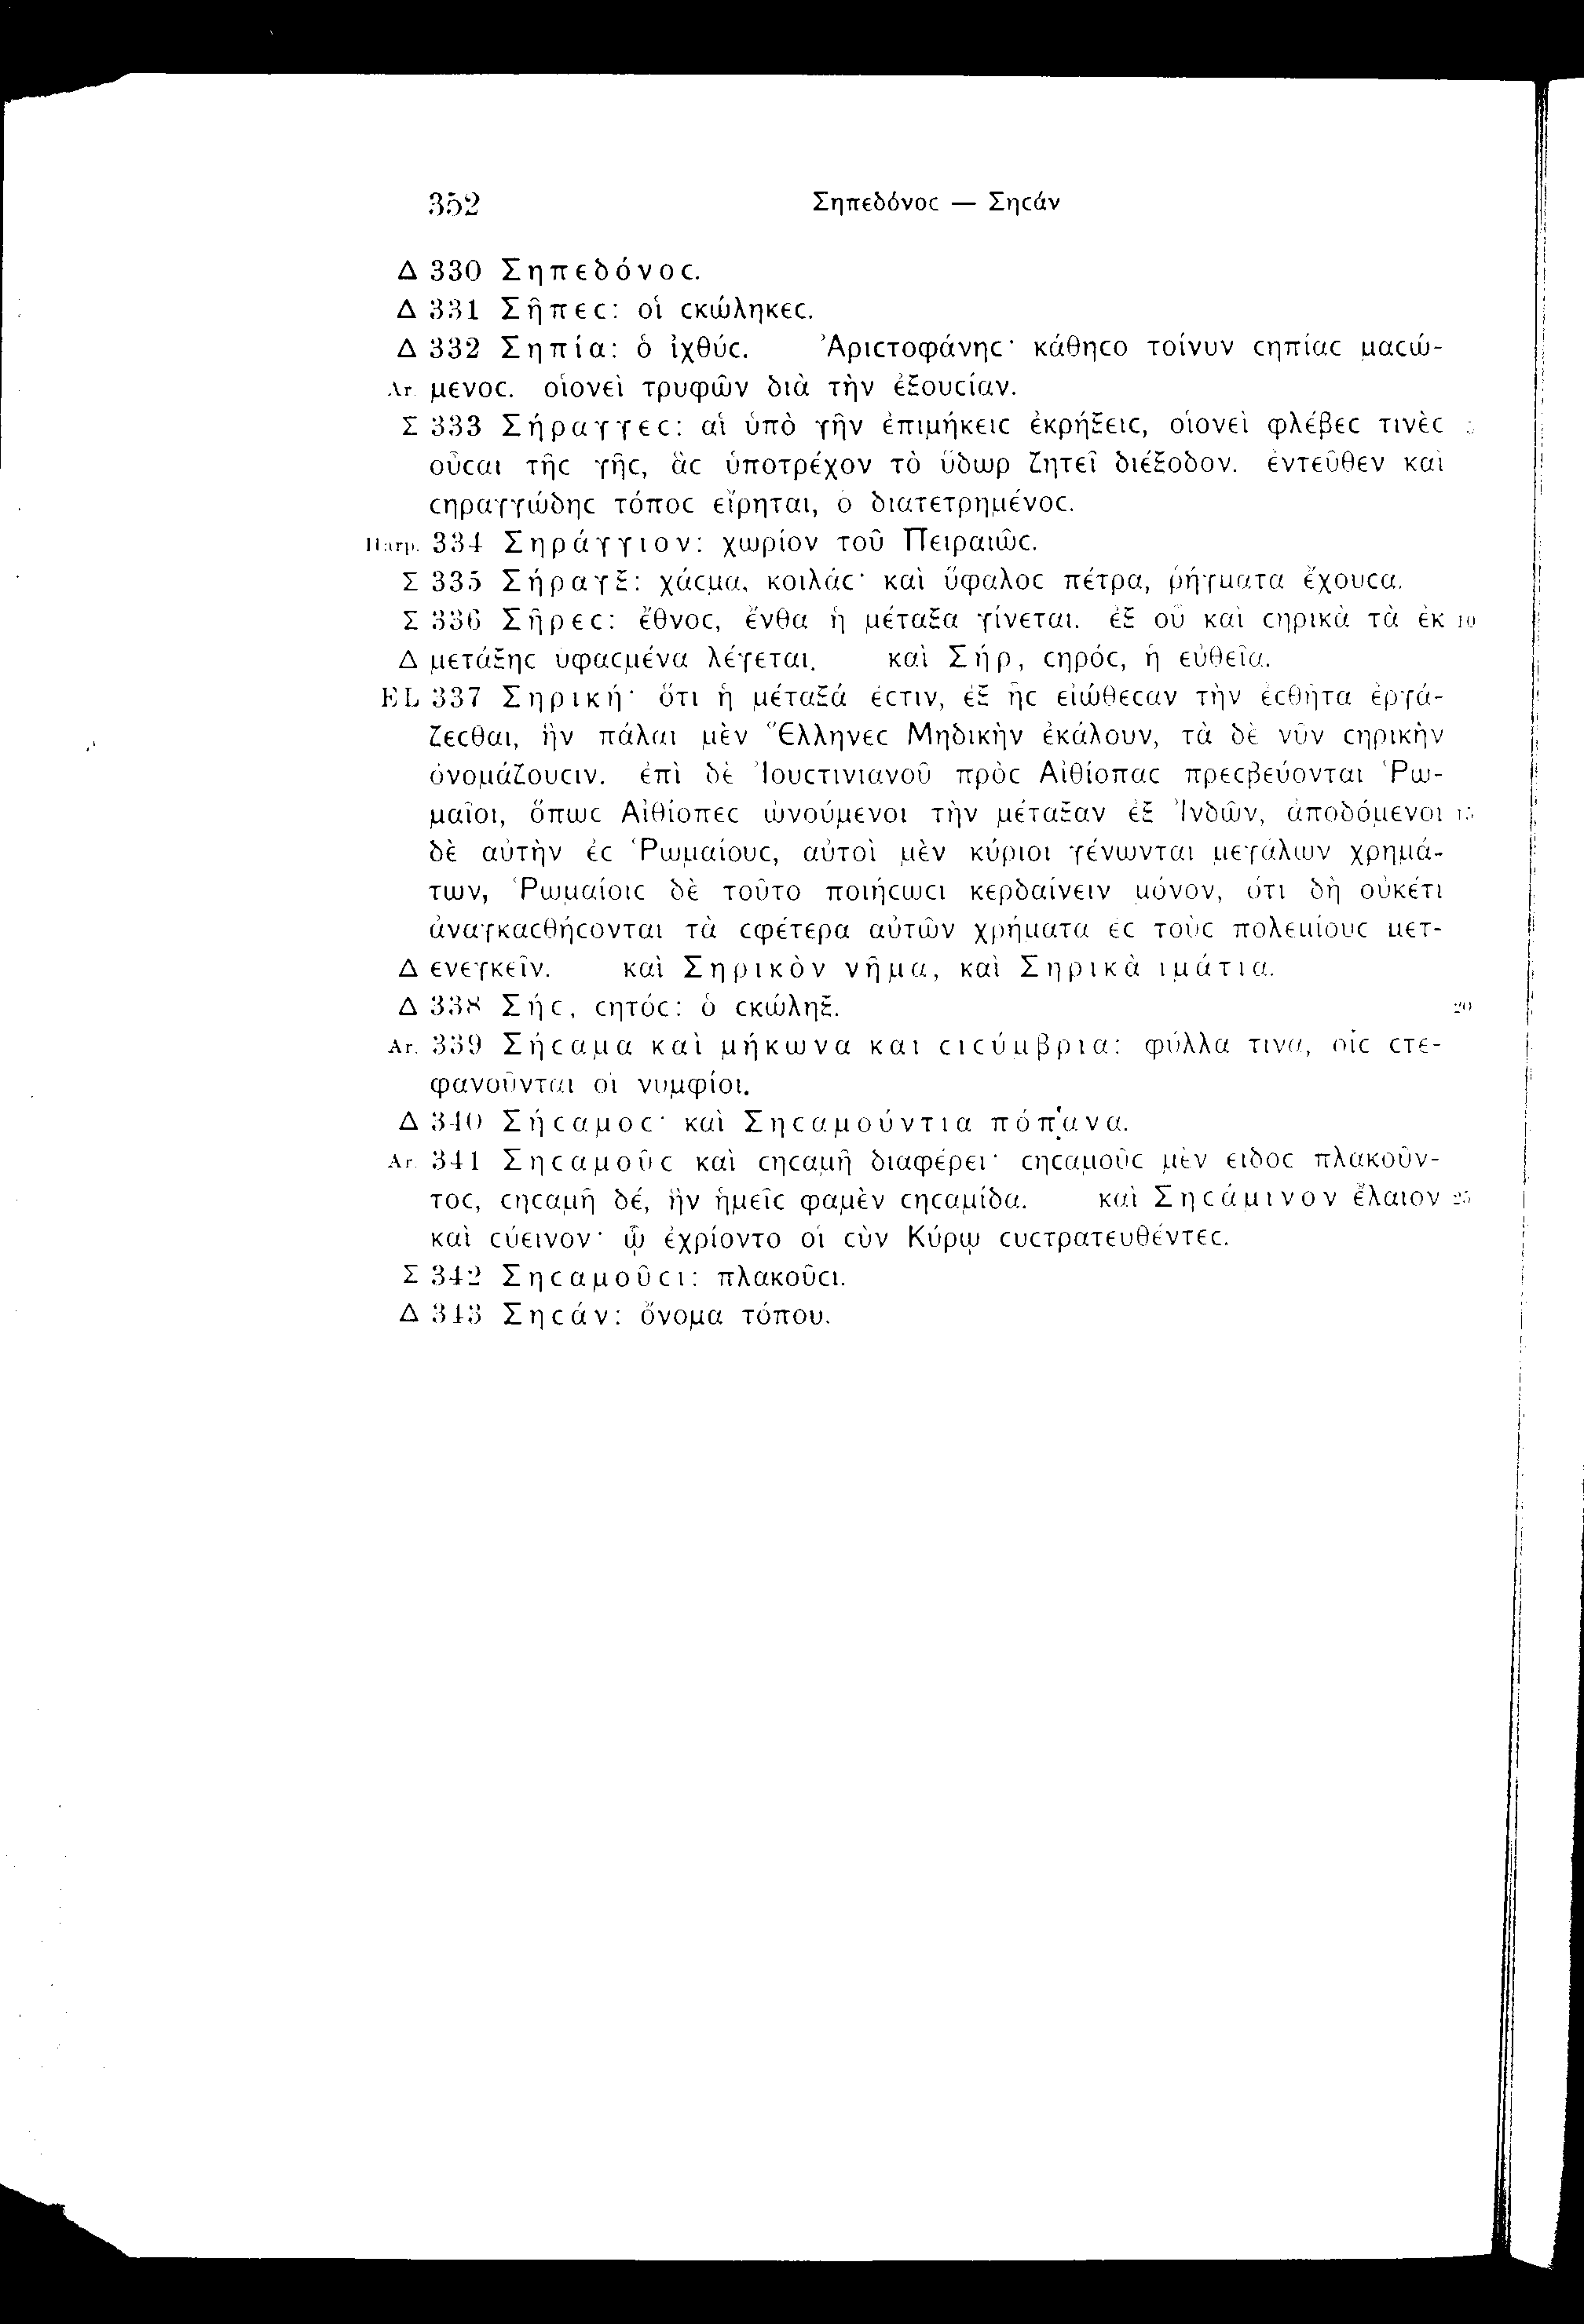 352 Σηπεδόνοϲ — Σηϲάν
Δ 330 Σηπεδόνοϲ.
Δ 331 Σῆπεϲ: οἱ ϲκώληκεϲ.
Δ 332 Σηπία: ὁ ἰχθύϲ. Ἀριϲτοφάνηϲ· κάθηϲο τοίνυν ϲηπίαϲ μαϲώ-
Ar. μενοϲ. οἱονεὶ τρυφῶν διὰ τὴν ἐξουϲίαν.
Σ 333 Σήραγγεϲ: αἱ ὑπὸ γῆν ἐπιμήκειϲ ἐκρήξειϲ, οἱονεὶ φλέβεϲ τινὲϲ 5
οὖϲαι τῆϲ γῆϲ, ἃϲ ὑποτρέχον τὸ ὕδωρ ζητεῖ διέξοδον. ἐντεῦθεν καὶ
ϲηραγγώδηϲ τόποϲ εἴρηται, ὁ διατετρημένοϲ.
Harp. 334 Σηράγγιον: χωρίον τοῦ Πειραιῶϲ.
Σ 335 Σήραγξ: χάϲμα, κοιλάϲ· καὶ ὕφαλοϲ πέτρα, ῥήγματα ἔχουϲα.
Σ 336 Σῆρεϲ: ἔθνοϲ, ἔνθα ἡ μέταξα γίνεται. ἐξ οὗ καὶ ϲηρικὰ τὰ ἐκ 10
Δ μετάξηϲ ὑφαϲμένα λέγεται. καὶ Σήρ, ϲηρόϲ, ἡ εὐθεῖα.
EL 337 Σηρική· ὅτι ἡ μέταξά ἐϲτιν, ἐξ ἧϲ εἰώθεϲαν τὴν ἐϲθῆτα ἐργά-
ζεϲθαι, ἣν πάλαι μὲν Ἕλληνεϲ Μηδικὴν ἐκάλουν, τὰ δὲ νῦν ϲηρικὴν
ὀνομάζουϲιν. ἐπὶ δὲ Ἰουϲτινιανοῦ πρὸϲ Αἰθίοπαϲ πρεϲβεύονται Ῥω-
μαῖοι, ὅπωϲ Αἰθίοπεϲ ὠνούμενοι τὴν μέταξαν ἐξ Ἰνδῶν, ἀποδόμενοι 15
δὲ αὐτὴν ἐϲ Ῥωμαίουϲ, αὐτοὶ μὲν κύριοι γένωνται μεγάλων χρημά-
των, Ῥωμαίοιϲ δὲ τοῦτο ποιήϲωϲι κερδαίνειν μόνον, ὅτι δὴ οὐκέτι
ἀναγκαϲθήϲονται τὰ ϲφέτερα αὐτῶν χρήματα ἐϲ τοὺϲ πολεμίουϲ μετ-
Δ ενεγκεῖν. καὶ Σηρικὸν νῆμα, καὶ Σηρικὰ ἱμάτια.
Δ 338 Σήϲ, ϲητόϲ: ὁ ϲκώληξ. 20
Ar. 339 Σήϲαμα καὶ μήκωνα καὶ ϲιϲύμβρια: φύλλα τινα, οἷϲ ϲτε-
φανοῦνται οἱ νυμφίοι.
Δ 340 Σήϲαμοϲ· καὶ Σηϲαμούντια πόπανα.
Ar. 341 Σηϲαμοῦϲ καὶ ϲηϲαμῆ διαφέρει· ϲηϲαμοῦϲ μὲν εἶδοϲ πλακοῦν-
τοϲ, ϲηϲαμῆ δέ, ἣν ἡμεῖϲ φαμὲν ϲηϲαμίδα. καὶ Σηϲάμινον ἔλαιον 25
καὶ ϲύεινον· ᾧ ἐχρίοντο οἱ ϲὺν Κύρῳ ϲυϲτρατευθέντεϲ.
Σ 342 Σηϲαμοῦϲι: πλακοῦϲι.
Δ 343 Σηϲάν: ὄνομα τόπου.